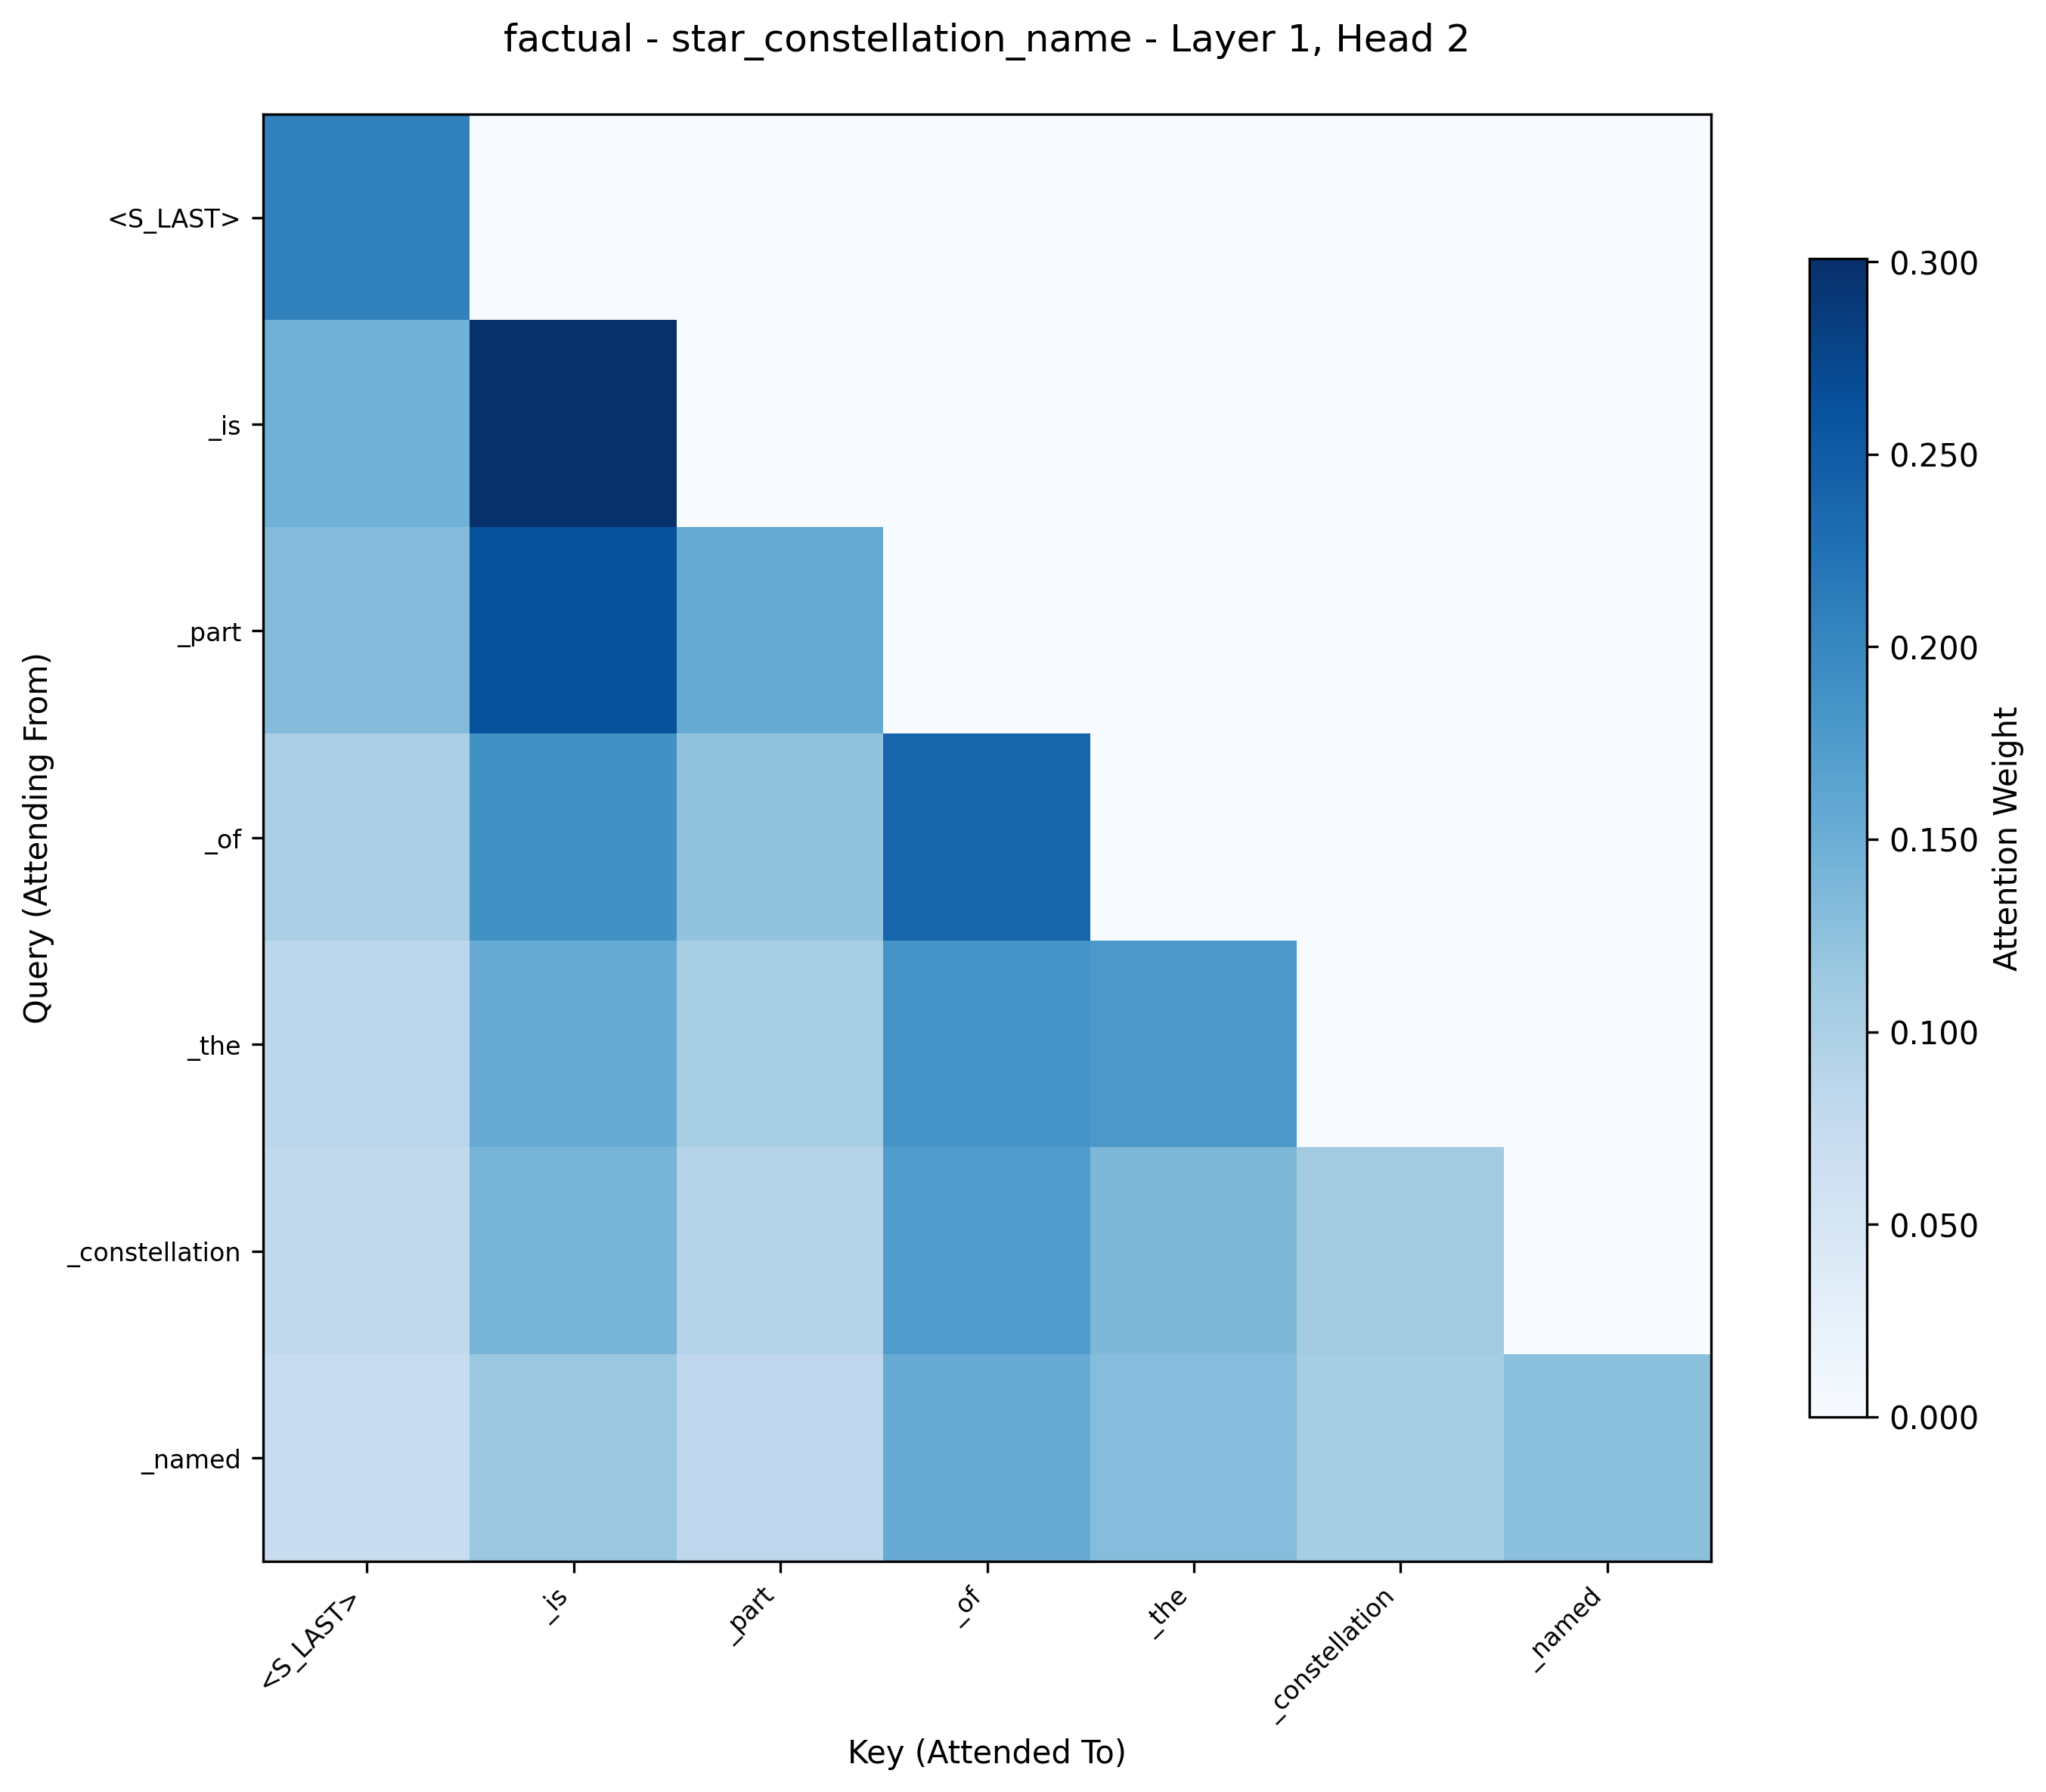 factual - star_constellation_name - Layer 1, Head 2
Query (Attending From)
<S_LAST>
_is
_part
_of
_the
_constellation
_named
<S_LAST>
_is
_part
_of
_the
_constellation
_named
Key (Attended To)
0.300
0.250
0.200
0.150
0.100
0.050
0.000
Attention Weight